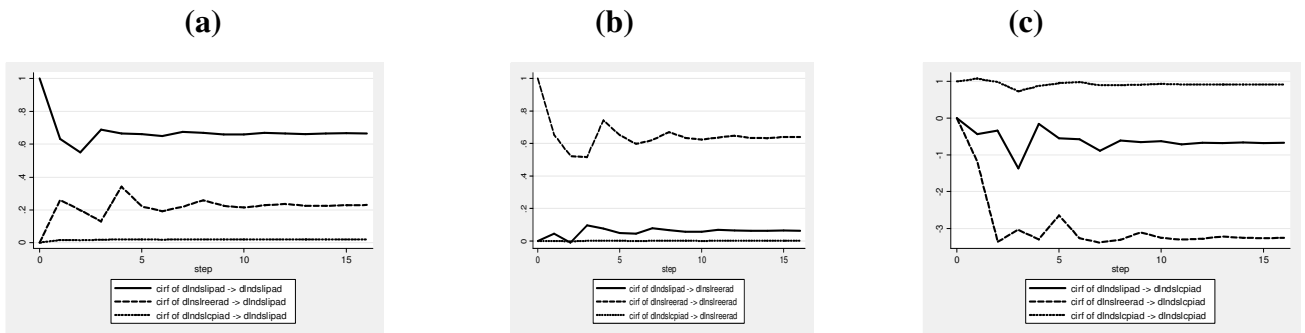 (a)
(b)
(c)
1
.8
.6
.4
.2
0
0 5 10 15
step
cirf of dlndslipad -> dlndslipad
cirf of dlnslreerad -> dlndslipad
cirf of dlndslcpiad -> dlndslipad
1
.8
.6
.4
.2
0
0 5 10 15
step
cirf of dlndslipad -> dlnslreerad
cirf of dlnslreerad -> dlnslreerad
cirf of dlndslcpiad -> dlnslreerad
1
0
-1
-2
-3
0 5 10 15
step
cirf of dlndslipad -> dlndslcpiad
cirf of dlnslreerad -> dlndslcpiad
cirf of dlndslcpiad -> dlndslcpiad